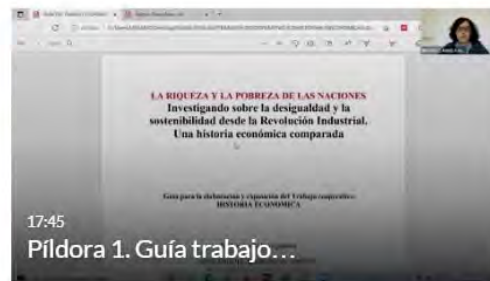 LA RIQUEZA Y LA POBREZA DE LAS NACIONES
Investigando sobre la desigualdad y la
sostenibilidad desde la Revolución Industrial.
Una historia económica comparada
Guía para la elaboración y exposición del Trabajo cooperativo
HISTORIA ECONÓMICA
17:45
Píldora 1. Guía trabajo...